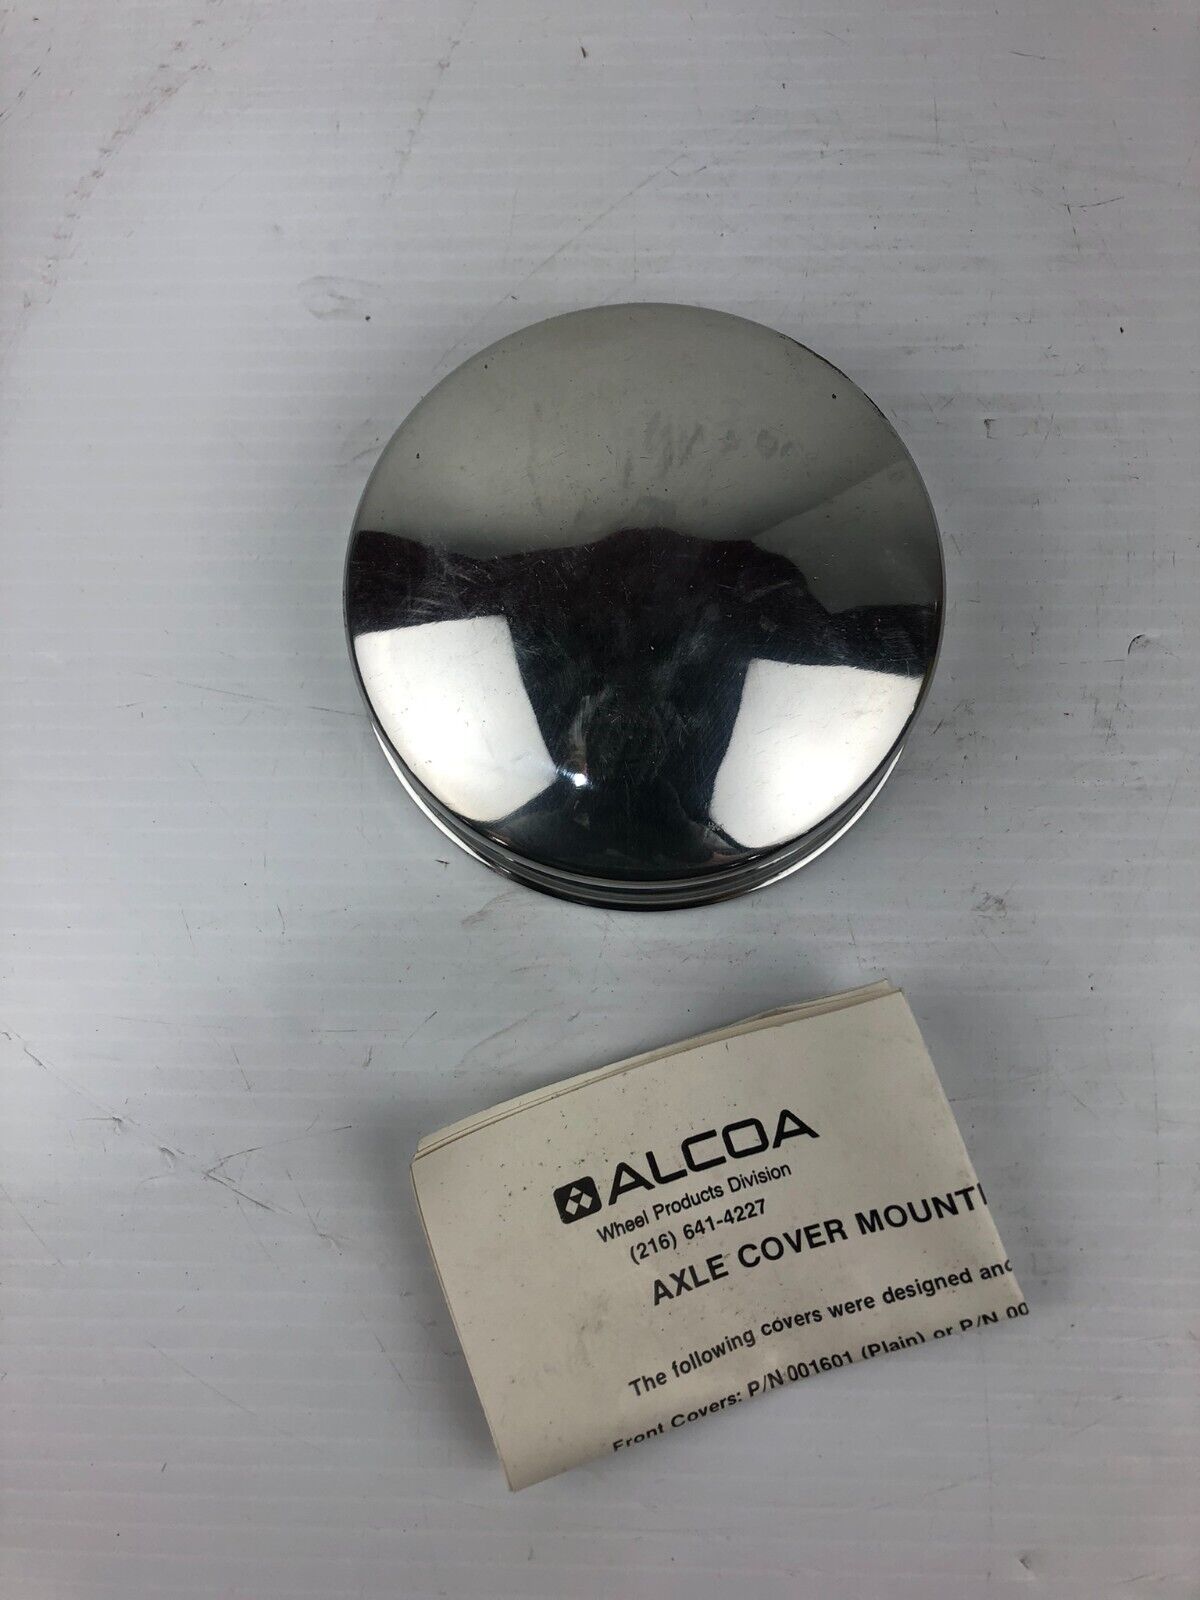 ALCOA
Wheel Products Division
(216) 641-4227
AXLE COVER MOUNTI
The following covers were designed and
Front Covers: P/N 001601 (Plain) or P/N 00